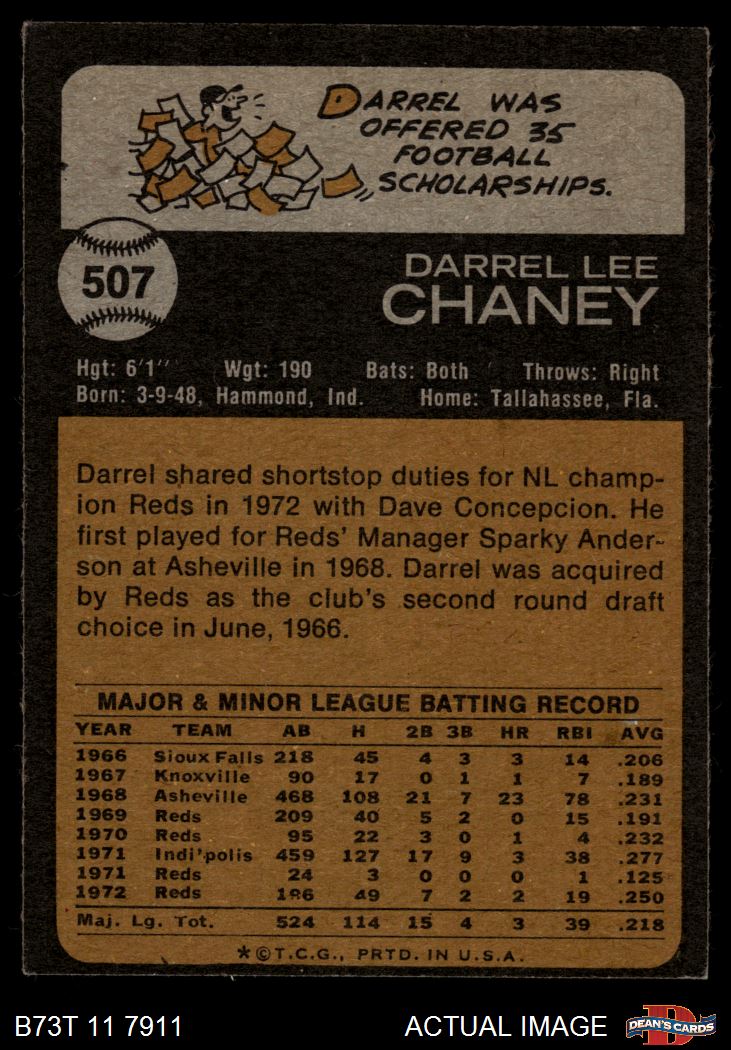 DARREL WAS
OFFERED 35
FOOTBALL
SCHOLARSHIPS.
507
DARREL LEE
CHANEY
Hgt: 6'1" Wgt: 190 Bats: Both Throws: Right
Born: 3-9-48, Hammond, Ind. Home: Tallahassee, Fla.
Darrel shared shortstop duties for NL champ-
ion Reds in 1972 with Dave Concepcion. He
first played for Reds' Manager Sparky Ander-
son at Asheville in 1968. Darrel was acquired
by Reds as the club's second round draft
choice in June, 1966.
MAJOR & MINOR LEAGUE BATTING RECORD
YEAR TEAM AB H 2B 3B HR RBI AVG
1966 Sioux Falls 218 45 4 3 3 14 .206
1967 Knoxville 90 17 0 1 1 7 .189
1968 Asheville 468 108 21 7 23 78 .231
1969 Reds 209 40 5 2 0 15 .191
1970 Reds 95 22 3 0 1 4 .232
1971 Indi'polis 459 127 17 9 3 38 .277
1971 Reds 24 3 0 0 0 1 .125
1972 Reds 196 49 7 2 2 19 .250
Maj. Lg. Tot. 524 114 15 4 3 39 .218
*©T.C.G., PRTD. IN U.S.A.
B73T 11 7911 ACTUAL IMAGE D DEAN'S CARDS